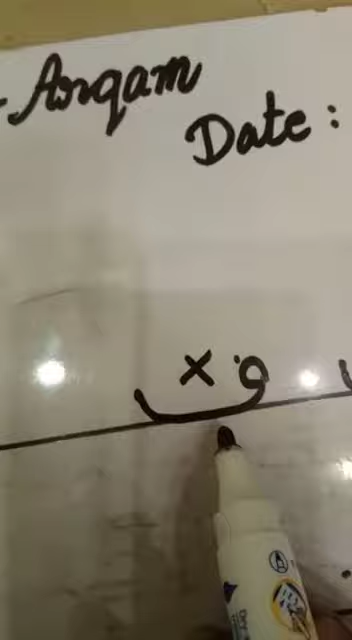 Arqam
Date:
ف ×